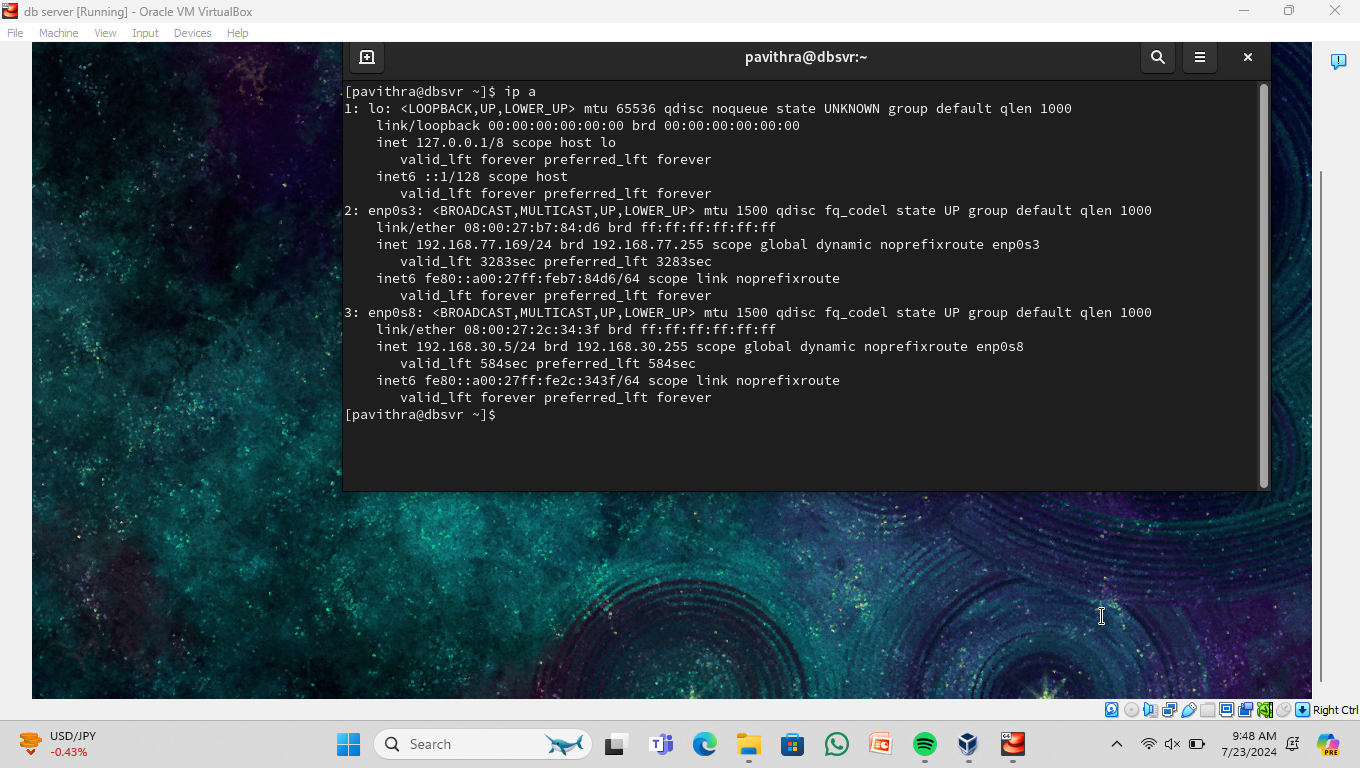 db server [Running] - Oracle VM VirtualBox
File Machine View Input Devices Help
pavithra@dbsvr:~
[pavithra@dbsvr ~]$ ip a
1: lo: <LOOPBACK,UP,LOWER_UP> mtu 65536 qdisc noqueue state UNKNOWN group default qlen 1000
    link/loopback 00:00:00:00:00:00 brd 00:00:00:00:00:00
    inet 127.0.0.1/8 scope host lo
       valid_lft forever preferred_lft forever
    inet6 ::1/128 scope host
       valid_lft forever preferred_lft forever
2: enp0s3: <BROADCAST,MULTICAST,UP,LOWER_UP> mtu 1500 qdisc fq_codel state UP group default qlen 1000
    link/ether 08:00:27:b7:84:d6 brd ff:ff:ff:ff:ff:ff
    inet 192.168.77.169/24 brd 192.168.77.255 scope global dynamic noprefixroute enp0s3
       valid_lft 3283sec preferred_lft 3283sec
    inet6 fe80::a00:27ff:feb7:84d6/64 scope link noprefixroute
       valid_lft forever preferred_lft forever
3: enp0s8: <BROADCAST,MULTICAST,UP,LOWER_UP> mtu 1500 qdisc fq_codel state UP group default qlen 1000
    link/ether 08:00:27:2c:34:3f brd ff:ff:ff:ff:ff:ff
    inet 192.168.30.5/24 brd 192.168.30.255 scope global dynamic noprefixroute enp0s8
       valid_lft 584sec preferred_lft 584sec
    inet6 fe80::a00:27ff:fe2c:343f/64 scope link noprefixroute
       valid_lft forever preferred_lft forever
[pavithra@dbsvr ~]$
Right Ctrl
USD/JPY
-0.43%
Search
9:48 AM
7/23/2024
PRE